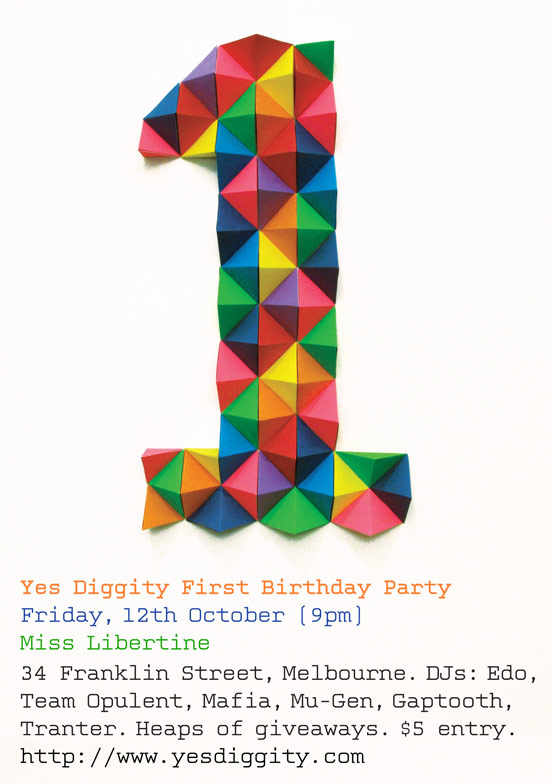 Yes Diggity First Birthday Party
Friday, 12th October (9pm)
Miss Libertine
34 Franklin Street, Melbourne. DJs: Edo,
Team Opulent, Mafia, Mu-Gen, Gaptooth,
Tranter. Heaps of giveaways. $5 entry.
http://www.yesdiggity.com